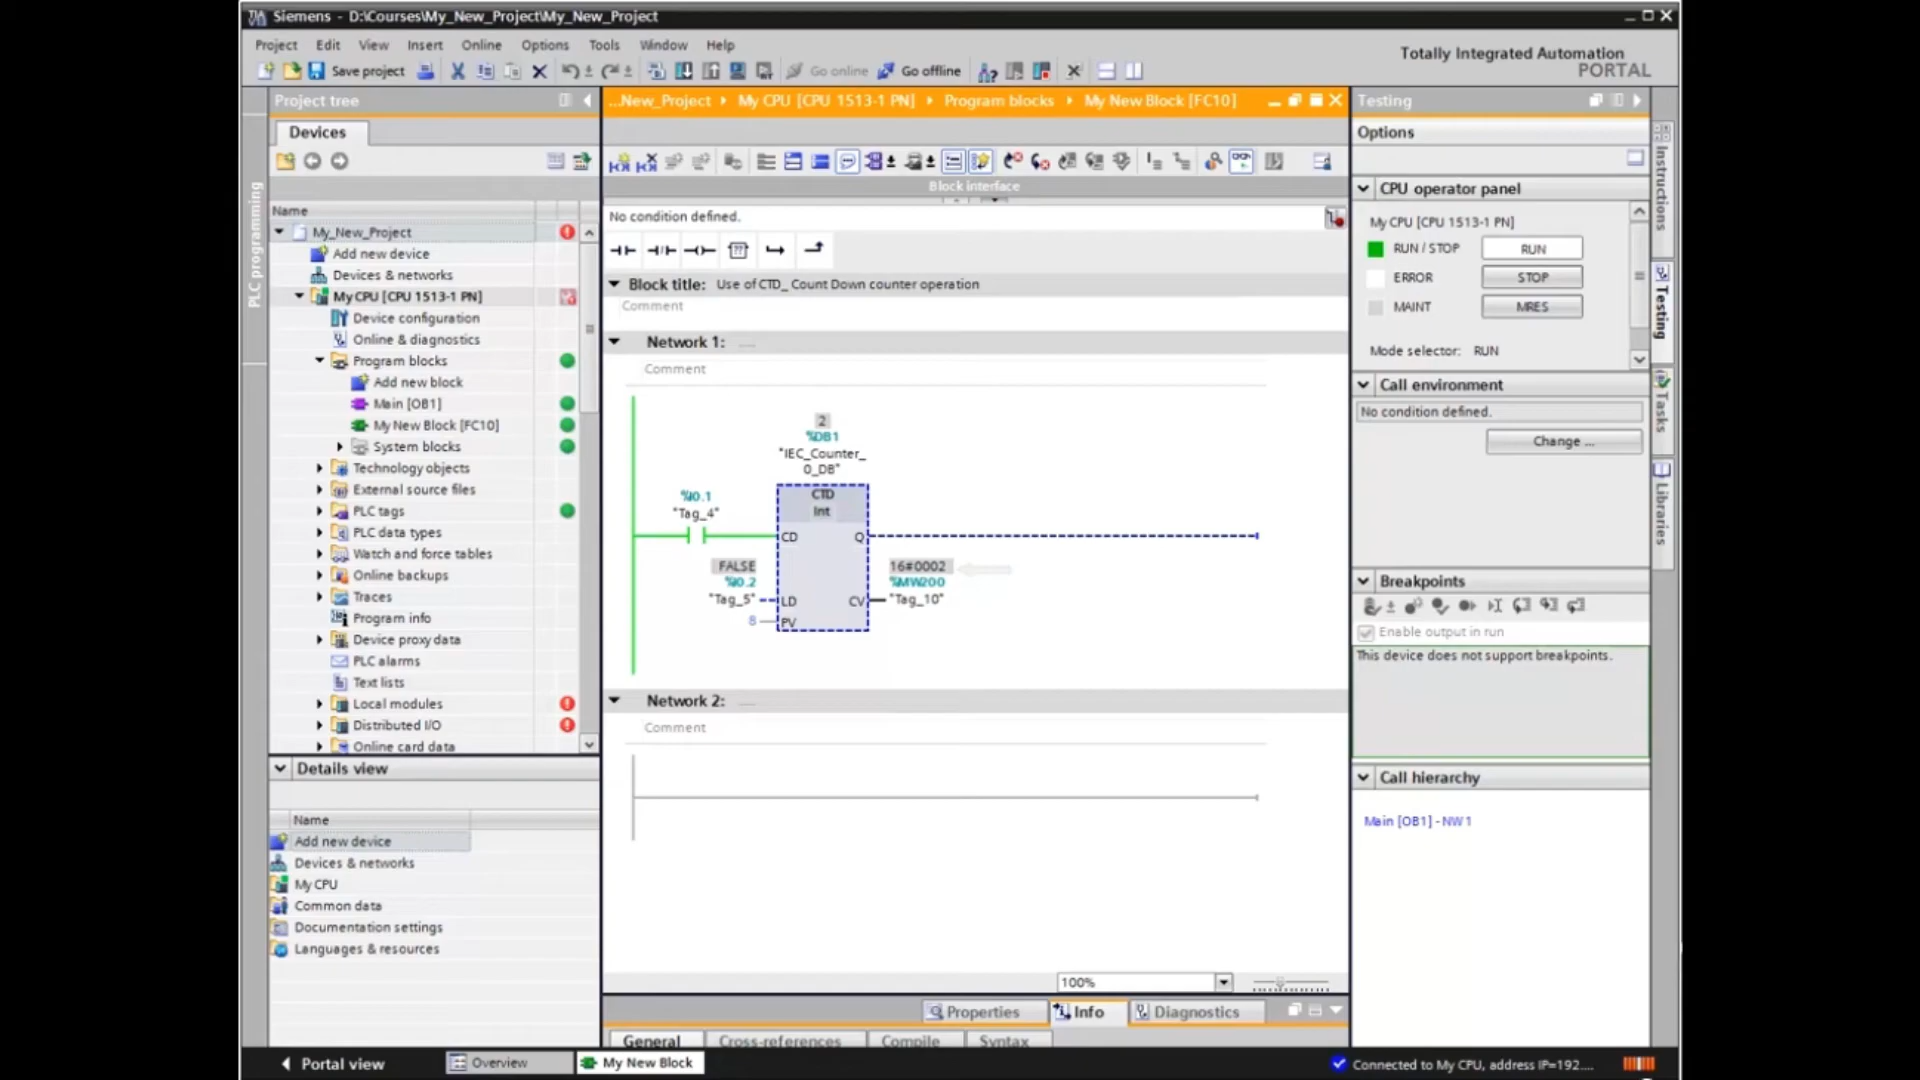 Siemens - D:\Courses\My_New_Project\My_New_Project
Project Edit View Insert Online Options Tools Window Help
Totally Integrated Automation
PORTAL
Save project Go online Go offline
Project tree
...New_Project My CPU [CPU 1513-1 PN] Program blocks My New Block [FC10]
Testing
Devices
Options
PLC programming
Name
My_New_Project
Add new device
Devices & networks
My CPU [CPU 1513-1 PN]
Device configuration
Online & diagnostics
Program blocks
Add new block
Main [OB1]
My New Block [FC10]
System blocks
Technology objects
External source files
PLC tags
PLC data types
Watch and force tables
Online backups
Traces
Program info
Device proxy data
PLC alarms
Text lists
Local modules
Distributed I/O
Online card data
Details view
Name
Add new device
Devices & networks
My CPU
Common data
Documentation settings
Languages & resources
Block interface
No condition defined.
Block title: Use of CTD_ Count Down counter operation
Comment
Network 1:
Comment
2
%DB1
"IEC_Counter_
0_DB"
CTD
Int
%I0.1
"Tag_4"
CD Q
FALSE
%I0.2
"Tag_5"
LD CV
16#0002
%MW200
"Tag_10"
8 PV
Network 2:
Comment
100%
Properties Info Diagnostics
General Cross-references Compile Syntax
CPU operator panel
My CPU [CPU 1513-1 PN]
RUN / STOP RUN
ERROR STOP
MAINT MRES
Mode selector: RUN
Call environment
No condition defined.
Change ...
Breakpoints
Enable output in run
This device does not support breakpoints.
Call hierarchy
Main [OB1] - NW1
Instructions
Testing
Tasks
Libraries
Portal view Overview My New Block
Connected to My CPU, address IP=192....